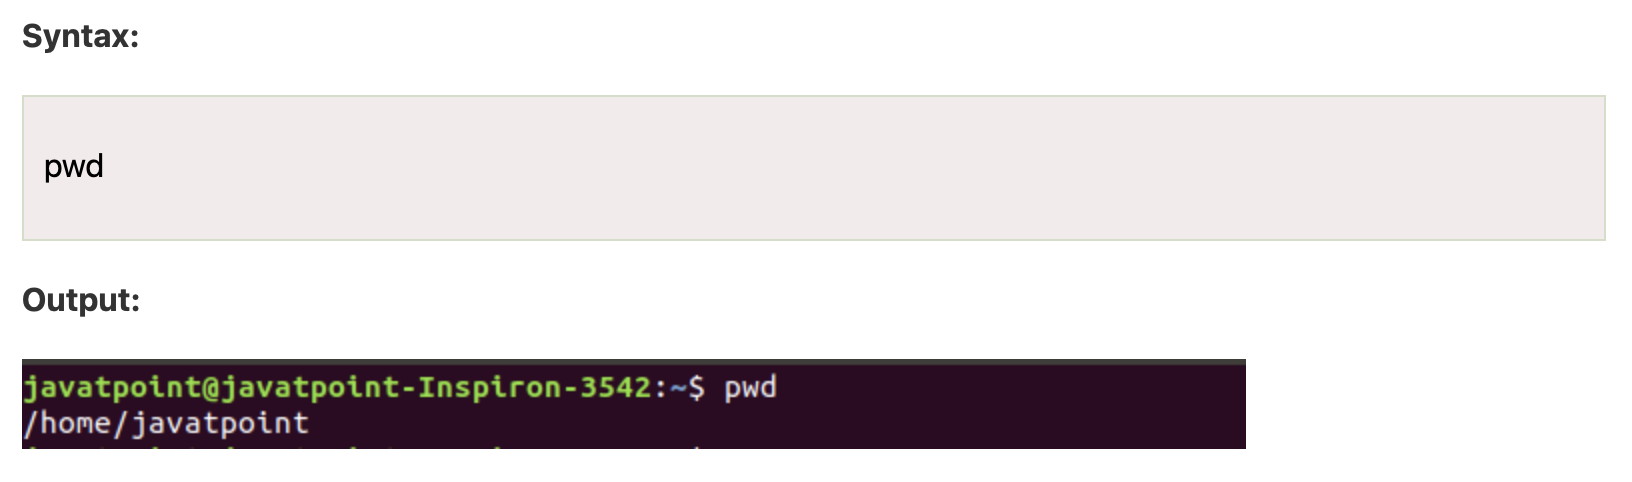 Syntax:
pwd
Output:
javatpoint@javatpoint-Inspiron-3542:~$ pwd
/home/javatpoint